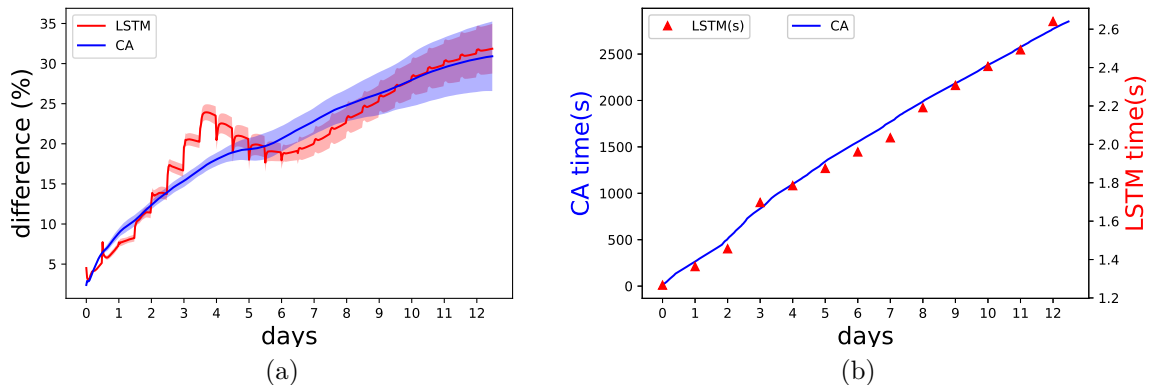 LSTM
CA
35
30
25
20
15
10
5
difference (%)
0 1 2 3 4 5 6 7 8 9 10 11 12
days
(a)
LSTM(s)
CA
2500
2000
1500
1000
500
0
CA time(s)
0 1 2 3 4 5 6 7 8 9 10 11 12
days
2.6
2.4
2.2
2.0
1.8
1.6
1.4
1.2
LSTM time(s)
(b)